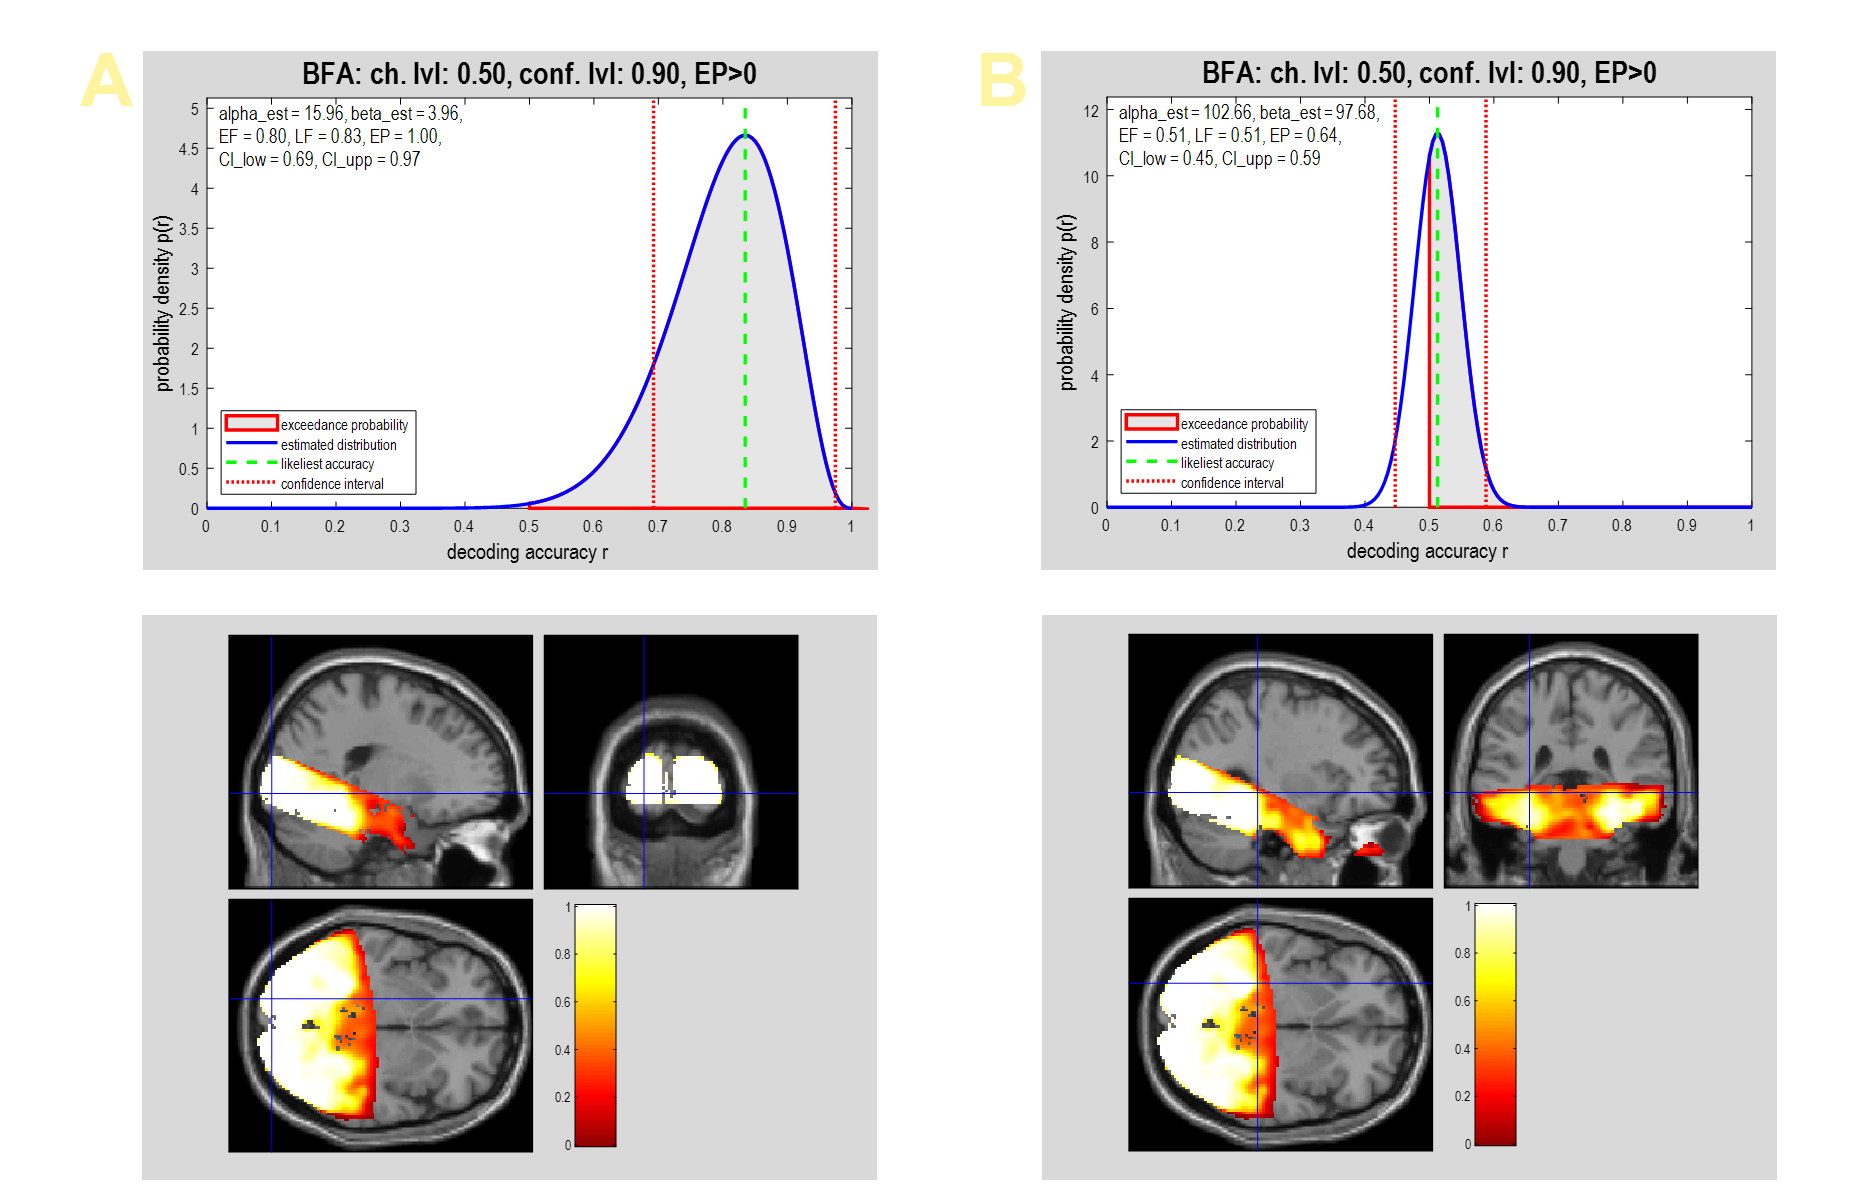 A
BFA: ch. lvl: 0.50, conf. lvl: 0.90, EP>0
alpha_est = 15.96, beta_est = 3.96,
EF = 0.80, LF = 0.83, EP = 1.00,
CI_low = 0.69, CI_upp = 0.97
probability density p(r)
5
4.5
4
3.5
3
2.5
2
1.5
1
0.5
0
exceedance probability
estimated distribution
likeliest accuracy
confidence interval
0 0.1 0.2 0.3 0.4 0.5 0.6 0.7 0.8 0.9 1
decoding accuracy r
1
0.8
0.6
0.4
0.2
0
B
BFA: ch. lvl: 0.50, conf. lvl: 0.90, EP>0
alpha_est = 102.66, beta_est = 97.68,
EF = 0.51, LF = 0.51, EP = 0.64,
CI_low = 0.45, CI_upp = 0.59
probability density p(r)
12
10
8
6
4
2
0
exceedance probability
estimated distribution
likeliest accuracy
confidence interval
0 0.1 0.2 0.3 0.4 0.5 0.6 0.7 0.8 0.9 1
decoding accuracy r
1
0.8
0.6
0.4
0.2
0